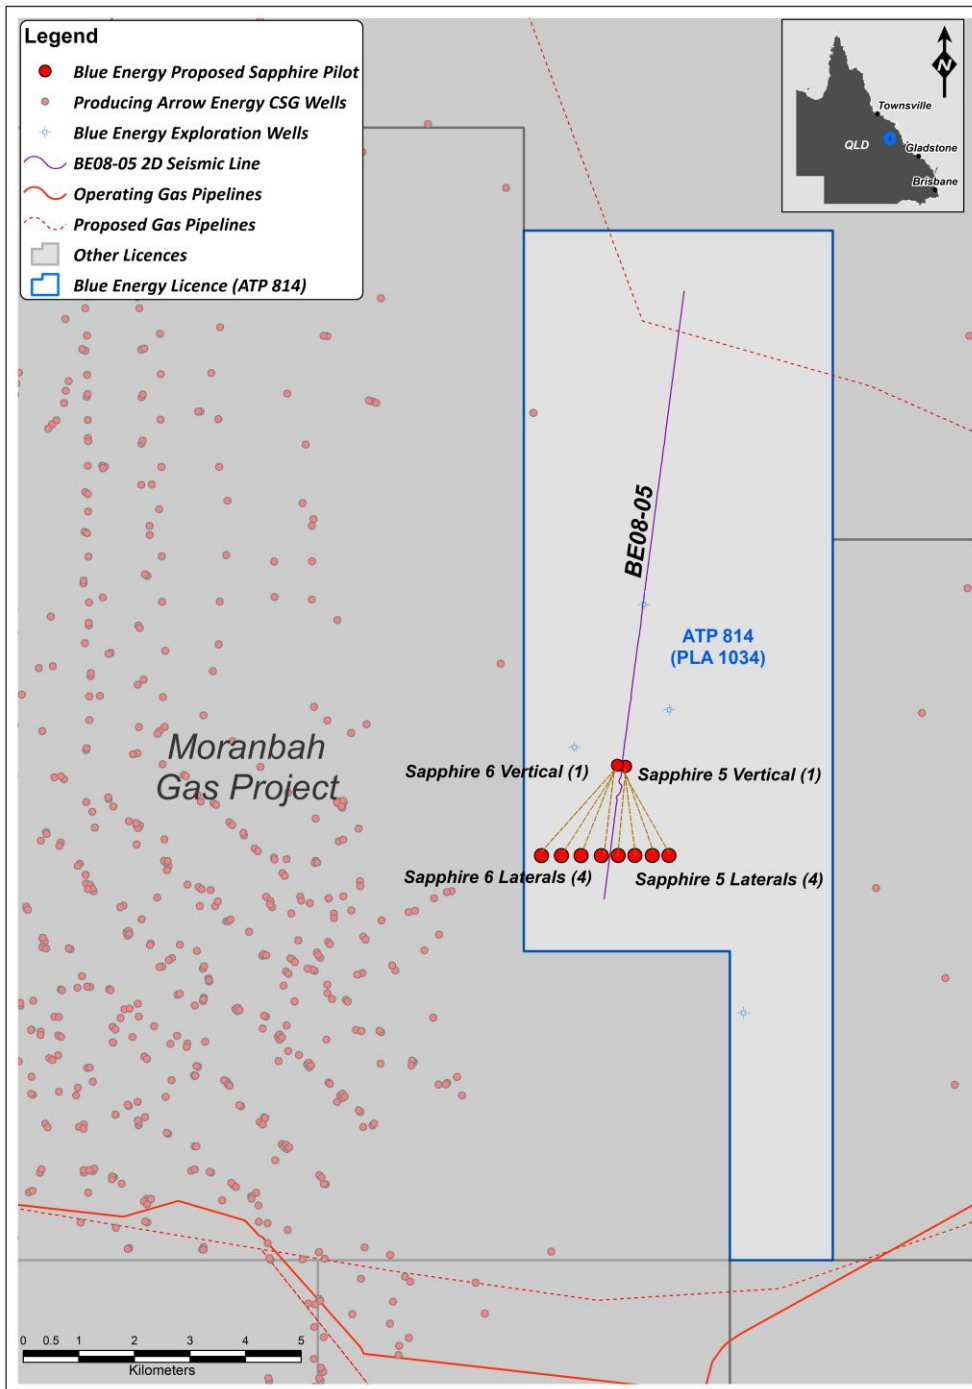 Legend
Blue Energy Proposed Sapphire Pilot
Producing Arrow Energy CSG Wells
Blue Energy Exploration Wells
BE08-05 2D Seismic Line
Operating Gas Pipelines
Proposed Gas Pipelines
Other Licences
Blue Energy Licence (ATP 814)
N
Townsville
QLD
Gladstone
Brisbane
BE08-05
ATP 814
(PLA 1034)
Moranbah
Gas Project
Sapphire 6 Vertical (1)
Sapphire 5 Vertical (1)
Sapphire 6 Laterals (4)
Sapphire 5 Laterals (4)
0 0.5 1 2 3 4 5
Kilometers